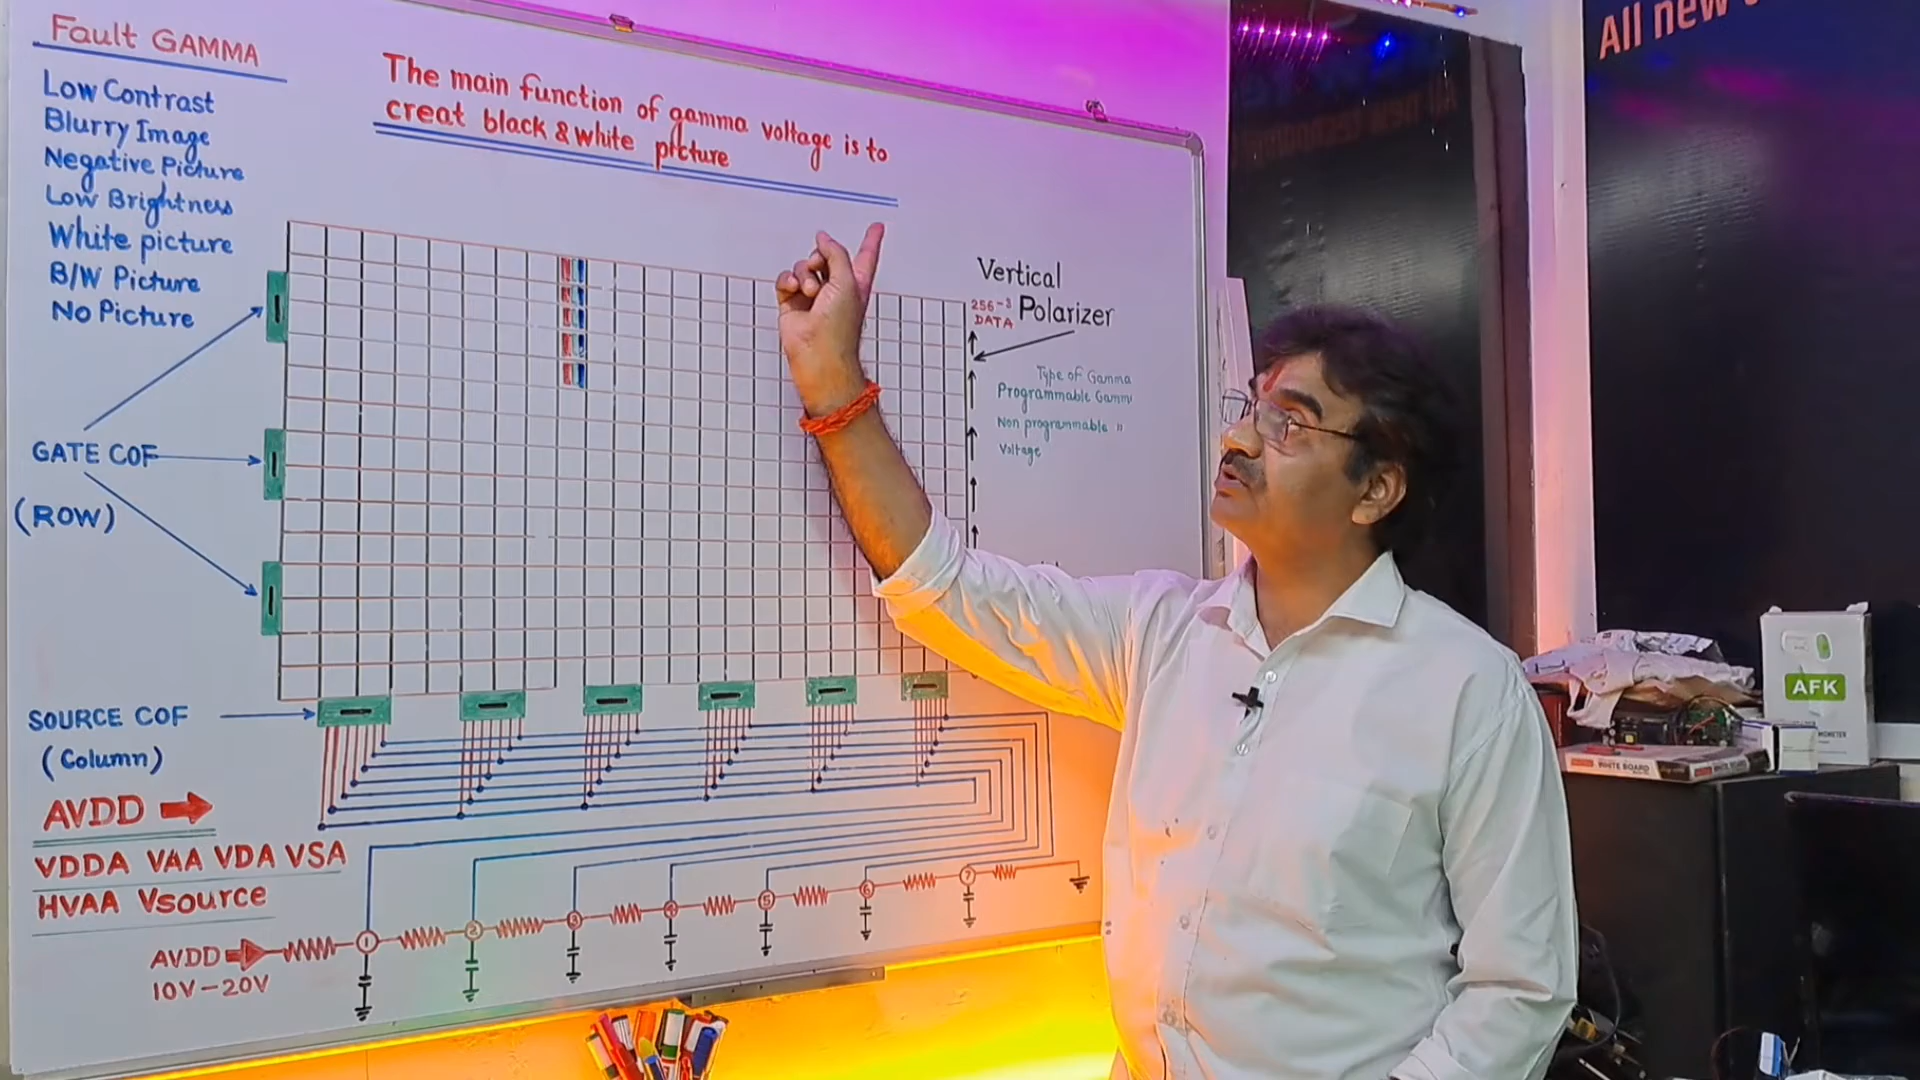 Fault GAMMA
Low Contrast
Blurry Image
Negative Picture
Low Brightness
White picture
B/W Picture
No Picture
The main function of gamma voltage is to
creat black & white picture
Vertical
Polarizer
256-3
DATA
Type of Gamma
Programmable Gamm
Non programmable "
Voltage
GATE COF
(ROW)
SOURCE COF
(Column)
AVDD
VDDA VAA VDA VSA
HVAA Vsource
AVDD
10V-20V
1
2
3
4
5
6
7
All new
AFK
WHITE BOARD